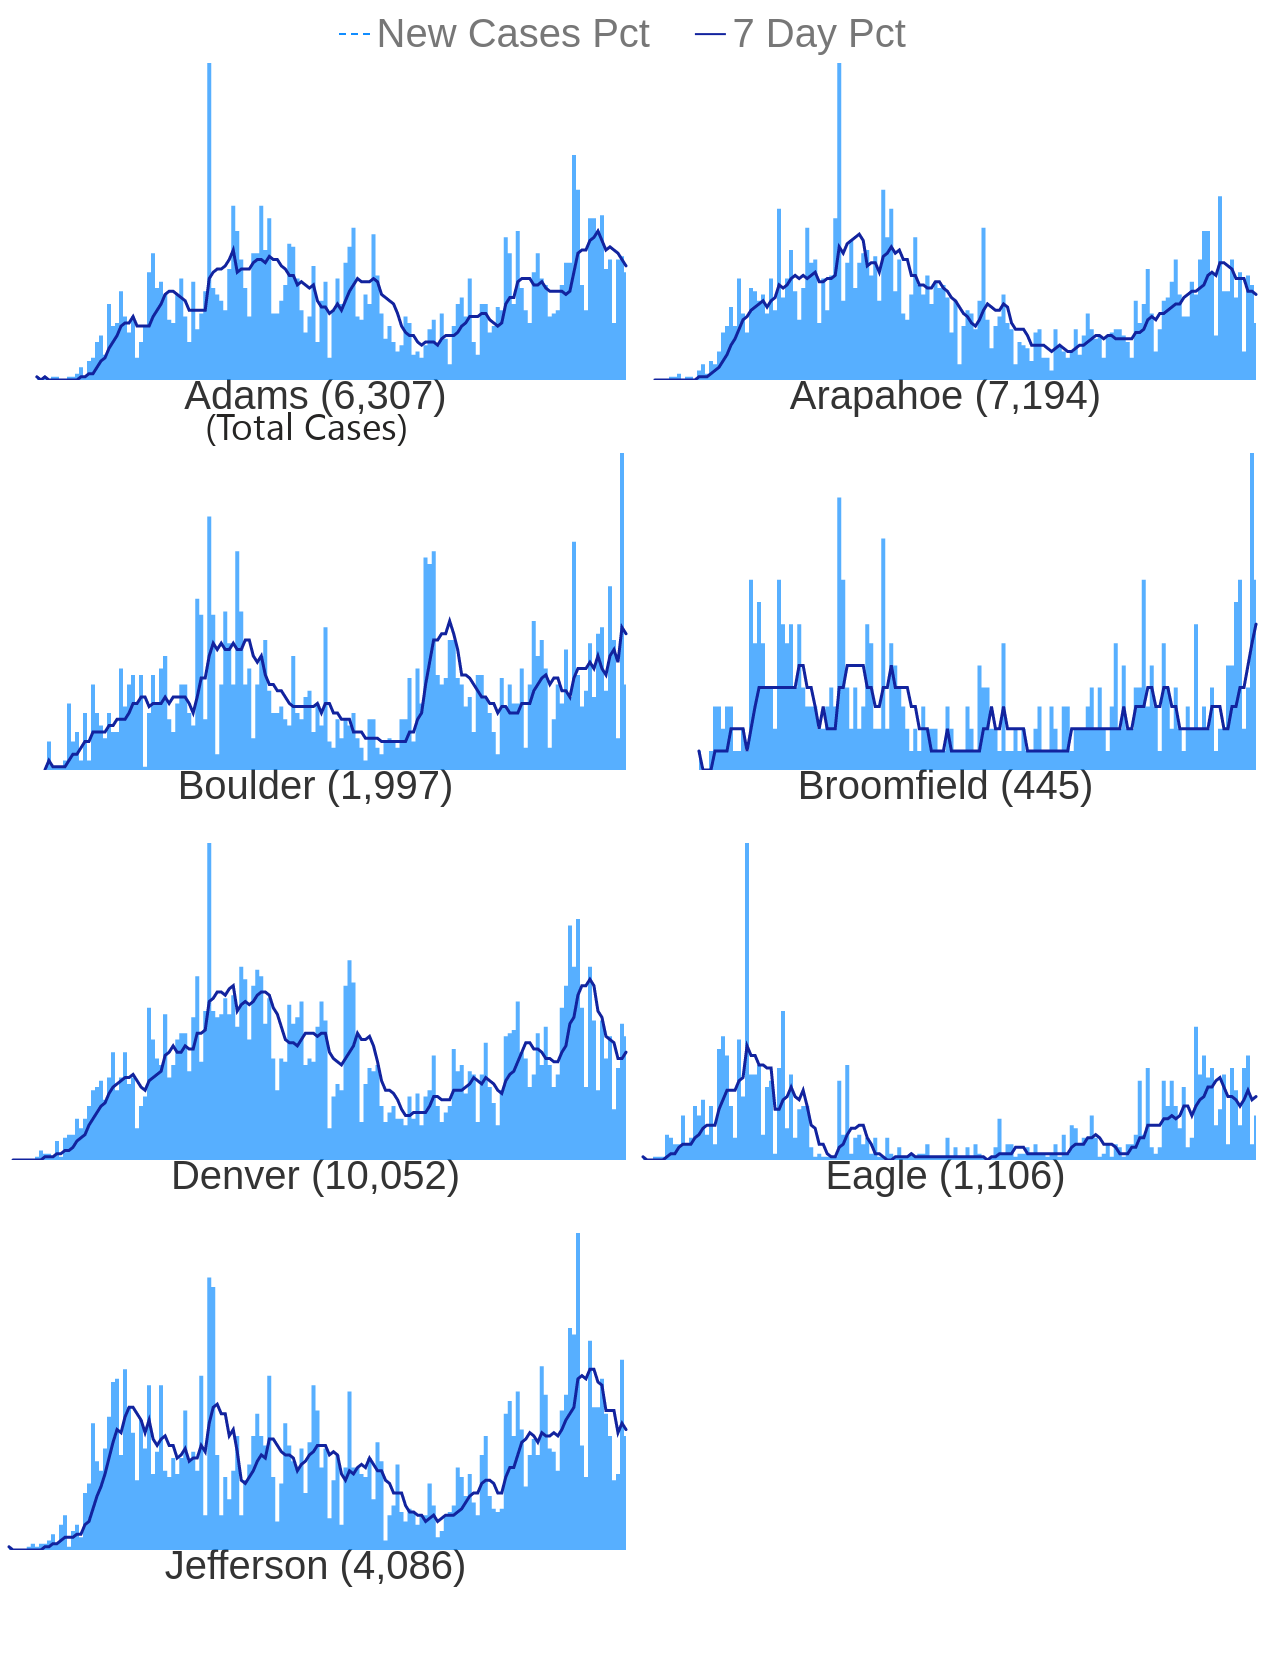 New Cases Pct 7 Day Pct
Adams (6,307) Arapahoe (7,194)
(Total Cases)
Boulder (1,997) Broomfield (445)
Denver (10,052) Eagle (1,106)
Jefferson (4,086)